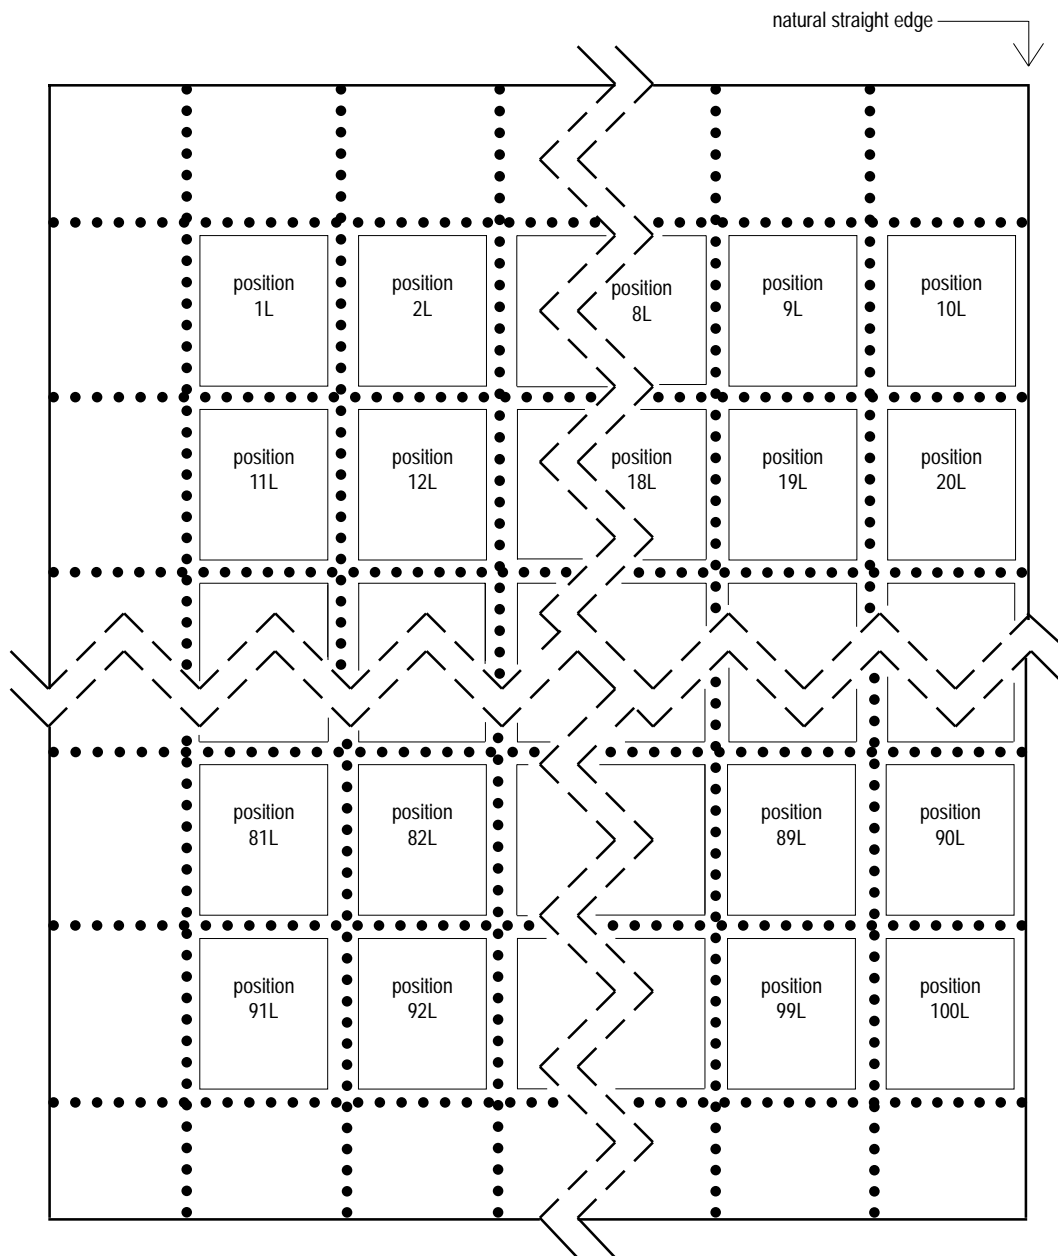 natural straight edge
position
1L
position
2L
position
8L
position
9L
position
10L
position
11L
position
12L
position
18L
position
19L
position
20L
position
81L
position
82L
position
89L
position
90L
position
91L
position
92L
position
99L
position
100L